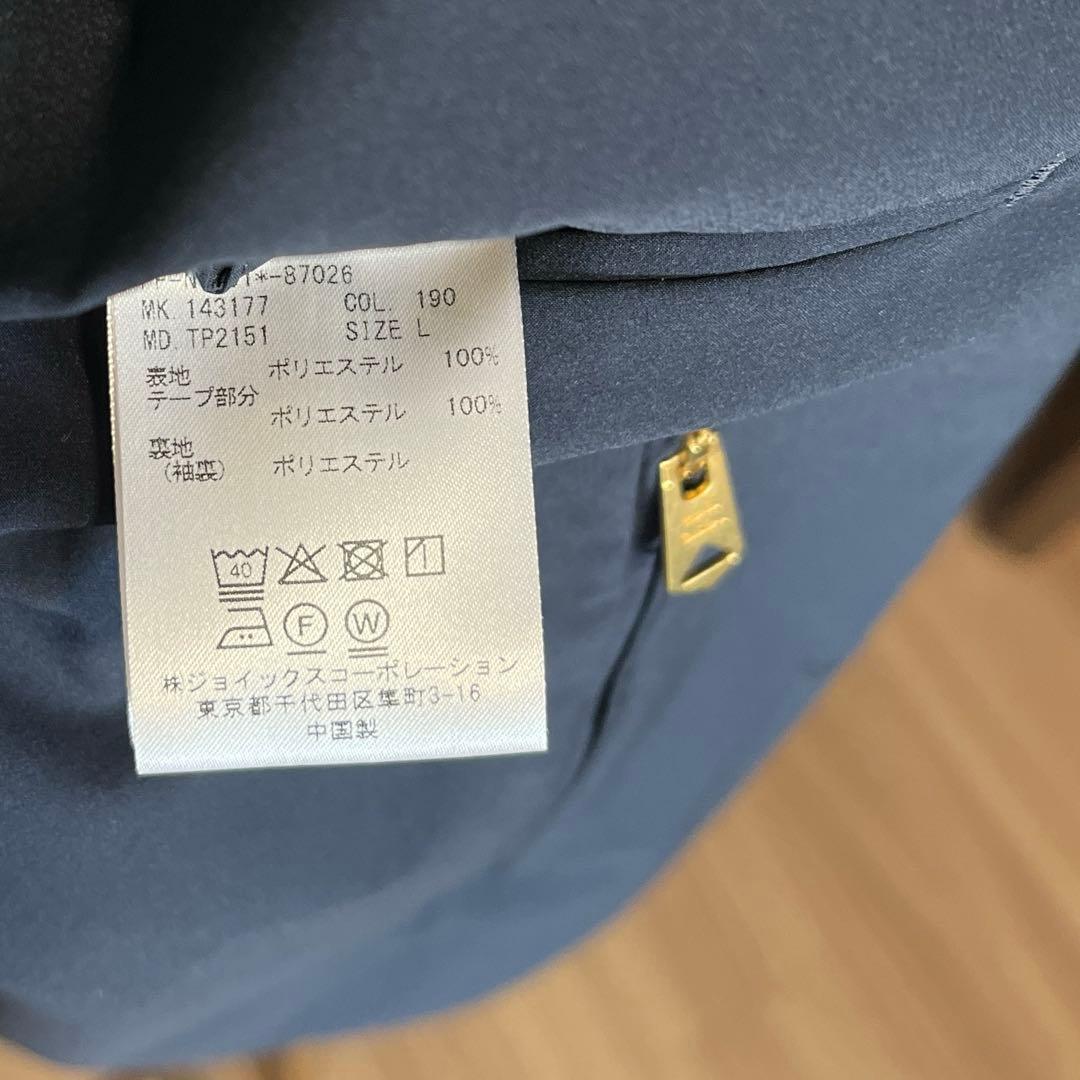 1*-87026
MK 143177 COL. 190
MD. TP2151 SIZE L
表地 ポリエステル 100%
テープ部分
ポリエステル 100%
裏地
(袖裏) ポリエステル
40
F W
株ジョイックスコーポレーション
東京都千代田区隼町3-16
中国製